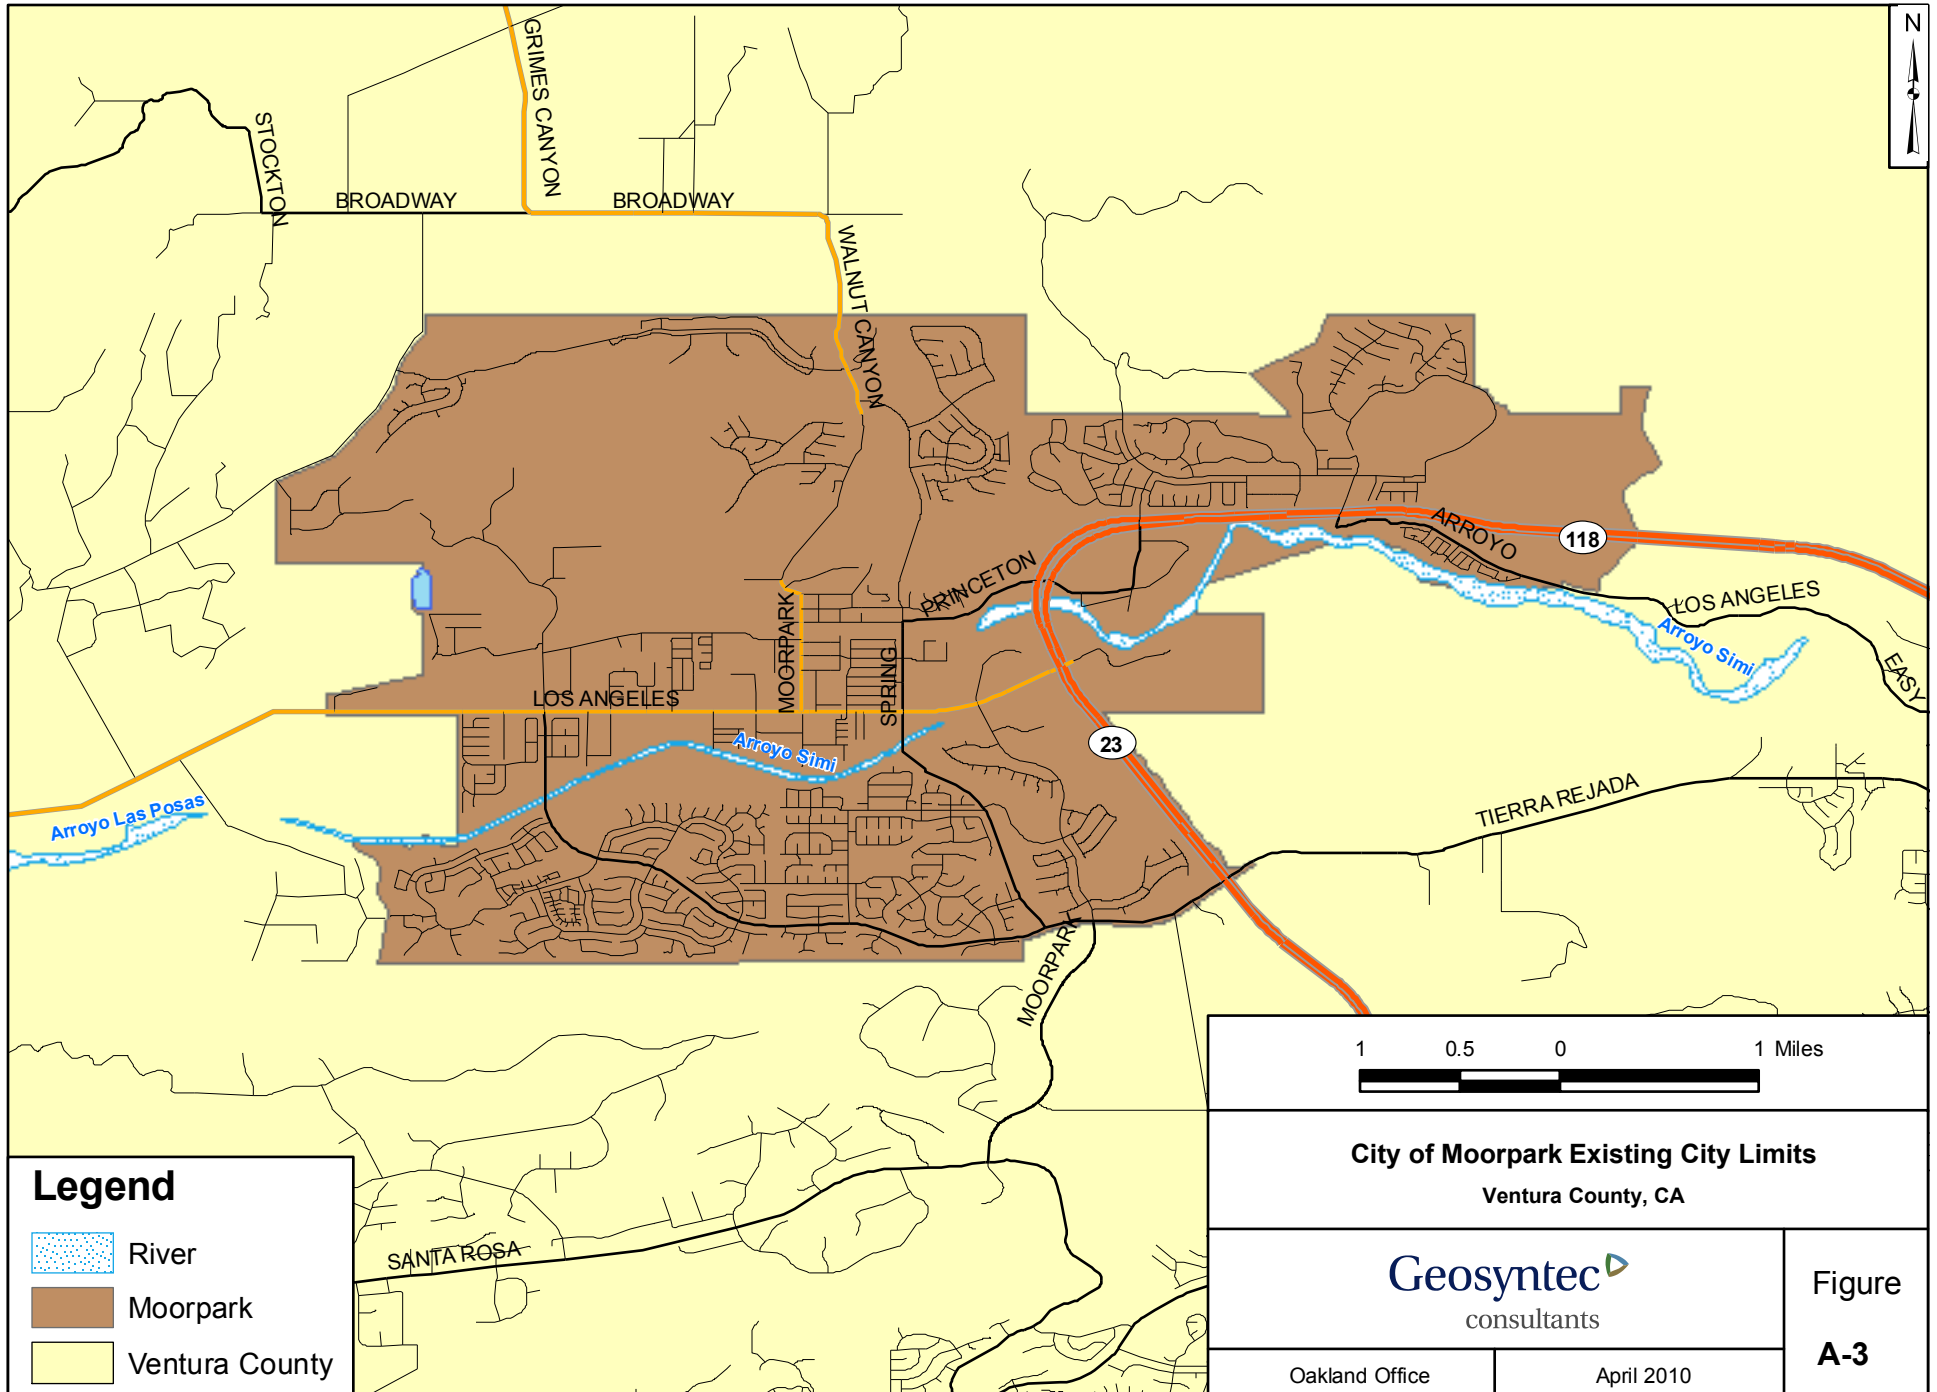 N
GRIMES CANYON
STOCKTON
BROADWAY
BROADWAY
WALNUT CANYON
ARROYO
118
PRINCETON
LOS ANGELES
Arroyo Simi
EASY
MOORPARK
SPRING
LOS ANGELES
23
Arroyo Simi
TIERRA REJADA
Arroyo Las Posas
MOORPARK
SANTA ROSA
1 0.5 0 1 Miles
City of Moorpark Existing City Limits
Ventura County, CA
Geosyntec
consultants
Figure
A-3
Oakland Office
April 2010
Legend
River
Moorpark
Ventura County